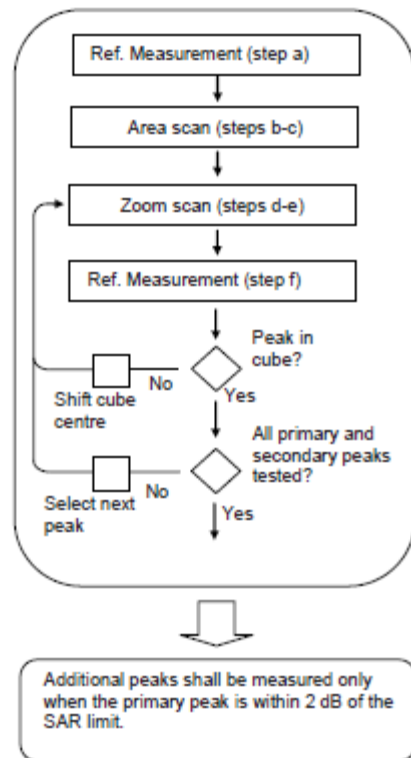 Ref. Measurement (step a)
Area scan (steps b-c)
Zoom scan (steps d-e)
Ref. Measurement (step f)
Peak in
cube?
No
Yes
Shift cube
centre
All primary and
secondary peaks
tested?
No
Yes
Select next
peak
Additional peaks shall be measured only
when the primary peak is within 2 dB of the
SAR limit.